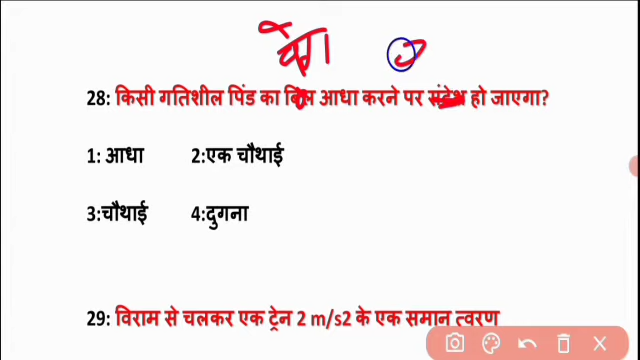 वेग
28: किसी गतिशील पिंड का आधा करने पर हो जाएगा?
1: आधा 2:एक चौथाई
3:चौथाई 4:दुगना
29: विराम से चलकर एक ट्रेन 2 m/s2 के एक समान त्वरण